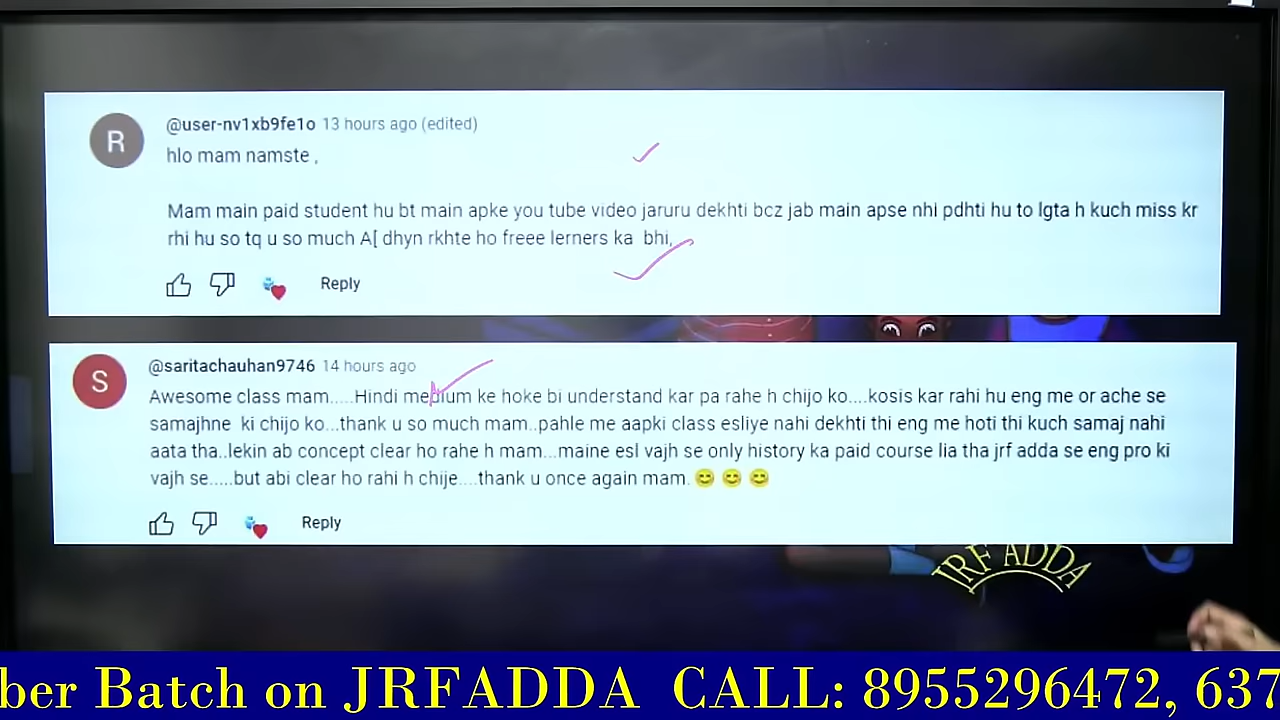 R
@user-nv1xb9fe1o 13 hours ago (edited)
hlo mam namste ,
Mam main paid student hu bt main apke you tube video jaruru dekhti bcz jab main apse nhi pdhti hu to lgta h kuch miss kr
rhi hu so tq u so much A[ dhyn rkhte ho freee lerners ka bhi,
Reply
S
@saritachauhan9746 14 hours ago
Awesome class mam.....Hindi medium ke hoke bi understand kar pa rahe h chijo ko....kosis kar rahi hu eng me or ache se
samajhne ki chijo ko...thank u so much mam..pahle me aapki class esliye nahi dekhti thi eng me hoti thi kuch samaj nahi
aata tha..lekin ab concept clear ho rahe h mam...maine esl vajh se only history ka paid course lia tha jrf adda se eng pro ki
vajh se.....but abi clear ho rahi h chije....thank u once again mam. 😊 😊 😊
Reply
JRF ADDA
ber Batch on JRFADDA CALL: 8955296472, 637